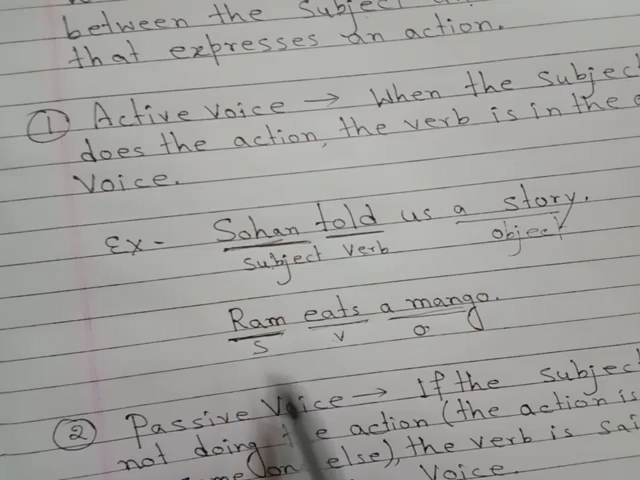 between the subject
that expresses an action.
① Active voice → When the subject
does the action, the verb is in the
voice.
Ex- Sohan told us a story.
subject verb object
Ram eats a mango.
S V O
② Passive Voice → If the subject
not doing the action (the action is
else), the verb is
voice.